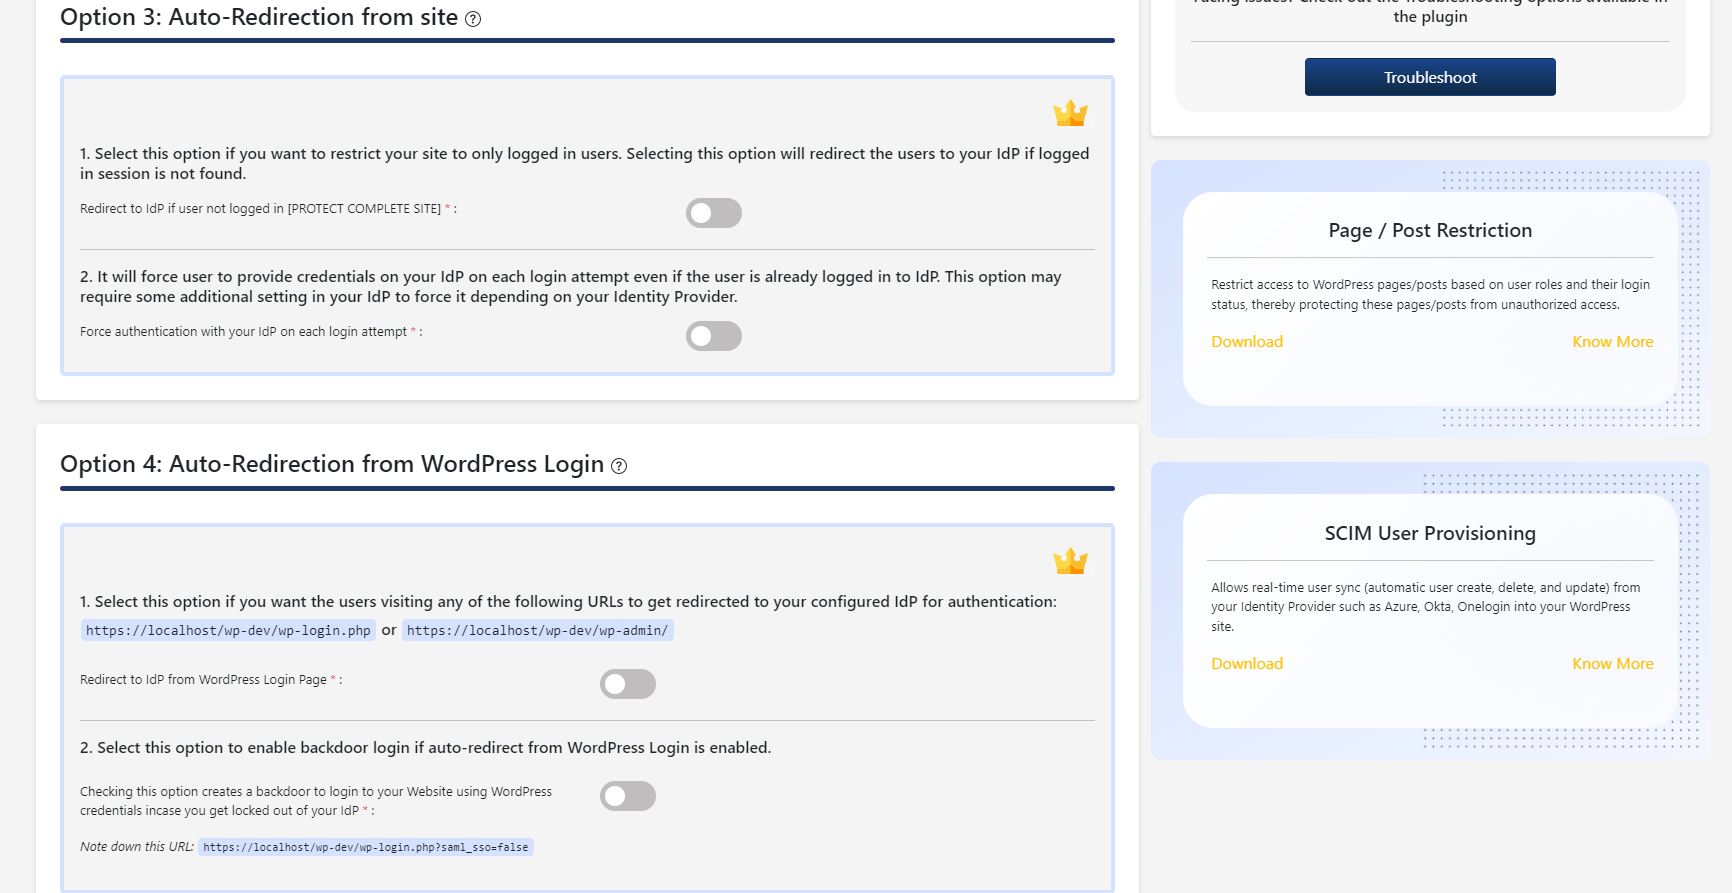 Option 3: Auto-Redirection from site
1. Select this option if you want to restrict your site to only logged in users. Selecting this option will redirect the users to your IdP if logged
in session is not found.
Redirect to IdP if user not logged in [PROTECT COMPLETE SITE] * :
2. It will force user to provide credentials on your IdP on each login attempt even if the user is already logged in to IdP. This option may
require some additional setting in your IdP to force it depending on your Identity Provider.
Force authentication with your IdP on each login attempt * :
Option 4: Auto-Redirection from WordPress Login
1. Select this option if you want the users visiting any of the following URLs to get redirected to your configured IdP for authentication:
https://localhost/wp-dev/wp-login.php or https://localhost/wp-dev/wp-admin/
Redirect to IdP from WordPress Login Page * :
2. Select this option to enable backdoor login if auto-redirect from WordPress Login is enabled.
Checking this option creates a backdoor to login to your Website using WordPress
credentials incase you get locked out of your IdP * :
Note down this URL: https://localhost/wp-dev/wp-login.php?saml_sso=false
Facing issues? Check out the Troubleshooting options available in
the plugin
Troubleshoot
Page / Post Restriction
Restrict access to WordPress pages/posts based on user roles and their login
status, thereby protecting these pages/posts from unauthorized access.
Download
Know More
SCIM User Provisioning
Allows real-time user sync (automatic user create, delete, and update) from
your Identity Provider such as Azure, Okta, Onelogin into your WordPress
site.
Download
Know More